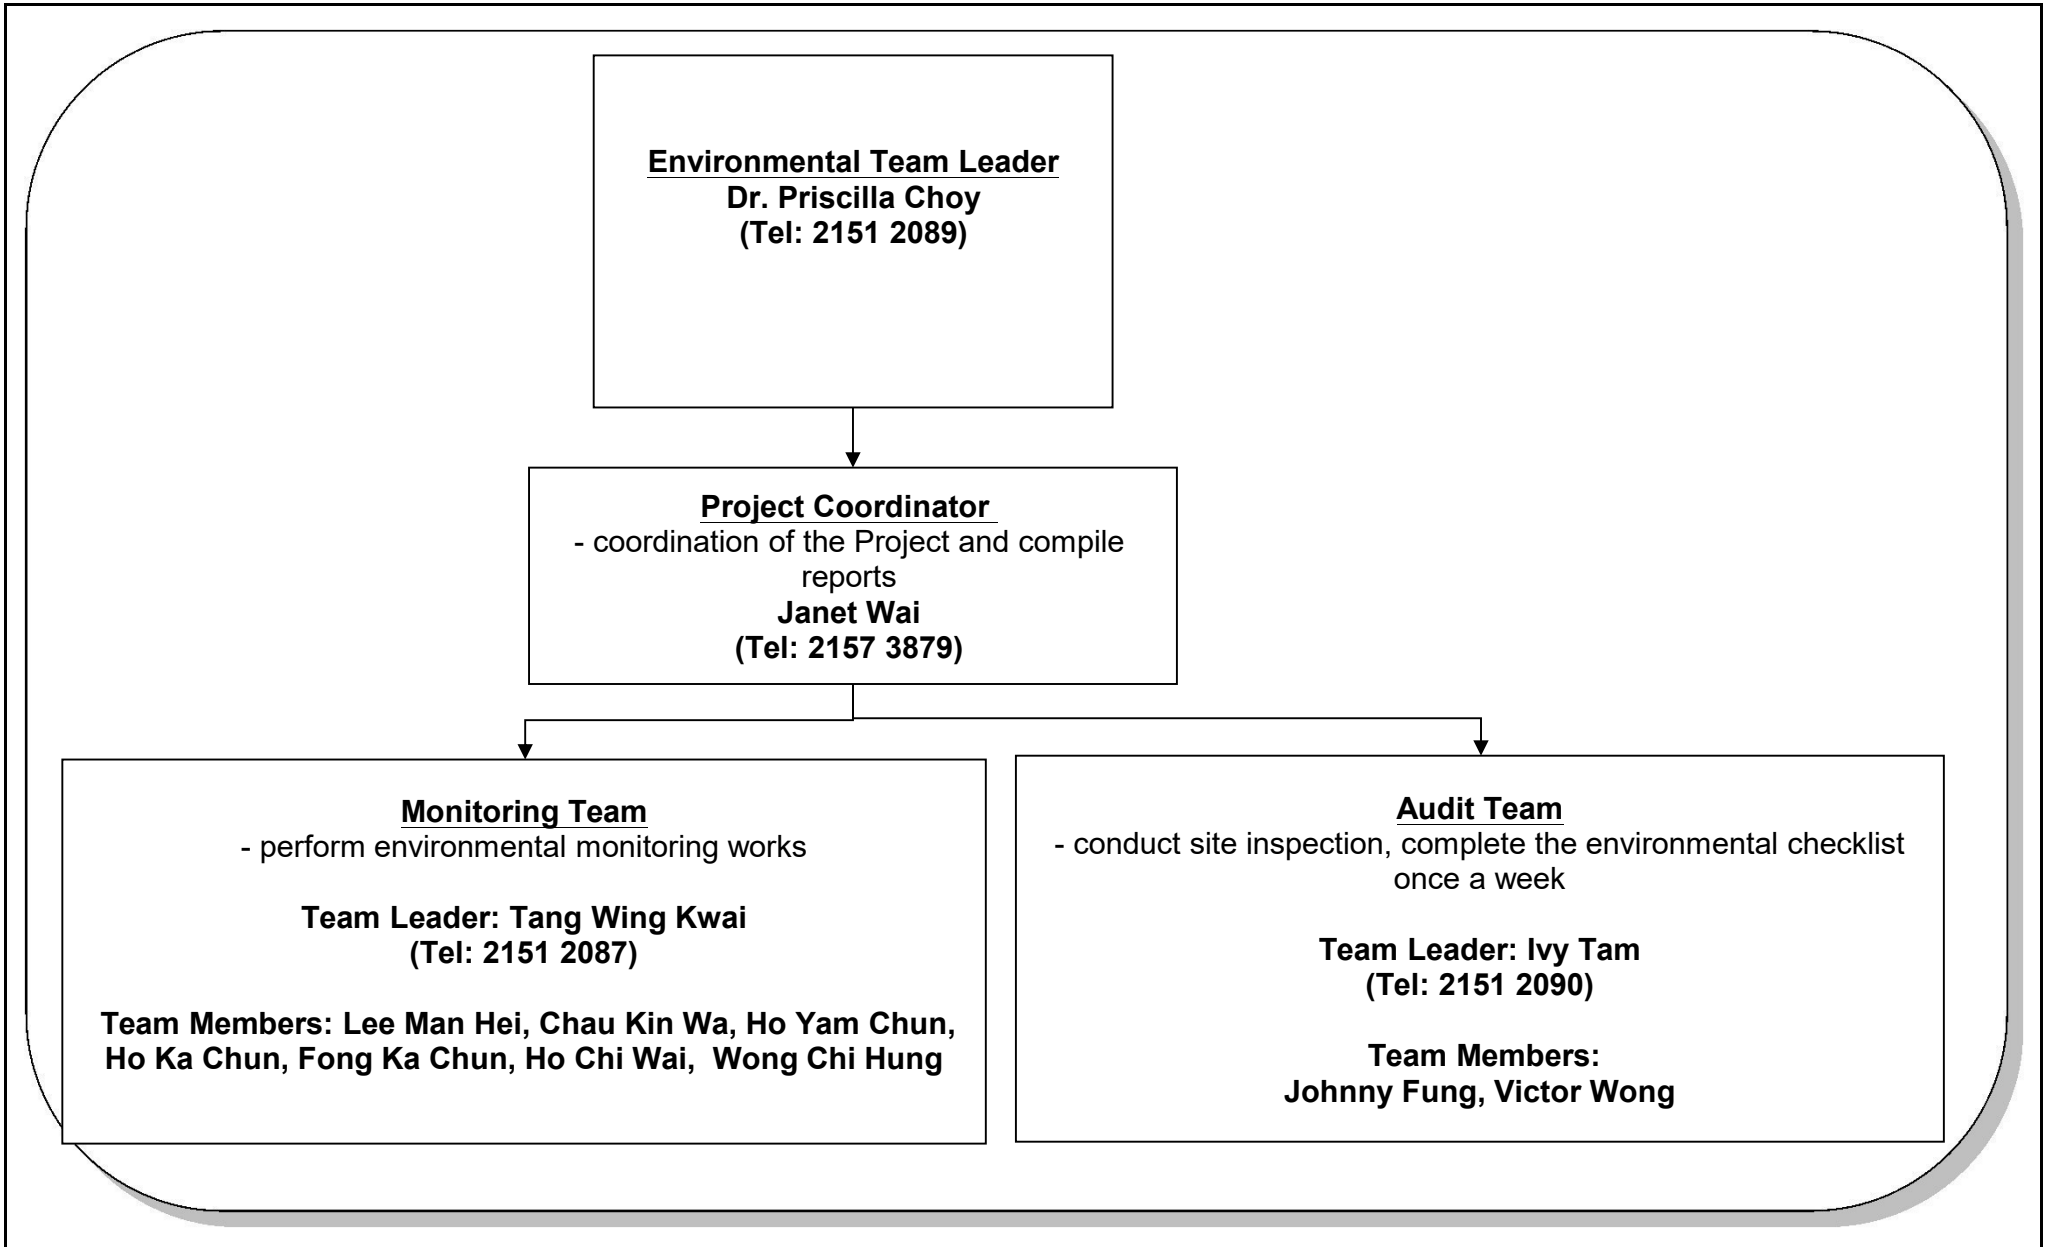 Environmental Team Leader
Dr. Priscilla Choy
(Tel: 2151 2089)
Project Coordinator
- coordination of the Project and compile
reports
Janet Wai
(Tel: 2157 3879)
Monitoring Team
- perform environmental monitoring works
Team Leader: Tang Wing Kwai
(Tel: 2151 2087)
Team Members: Lee Man Hei, Chau Kin Wa, Ho Yam Chun,
Ho Ka Chun, Fong Ka Chun, Ho Chi Wai,  Wong Chi Hung
Audit Team
- conduct site inspection, complete the environmental checklist
once a week
Team Leader: Ivy Tam
(Tel: 2151 2090)
Team Members:
Johnny Fung, Victor Wong